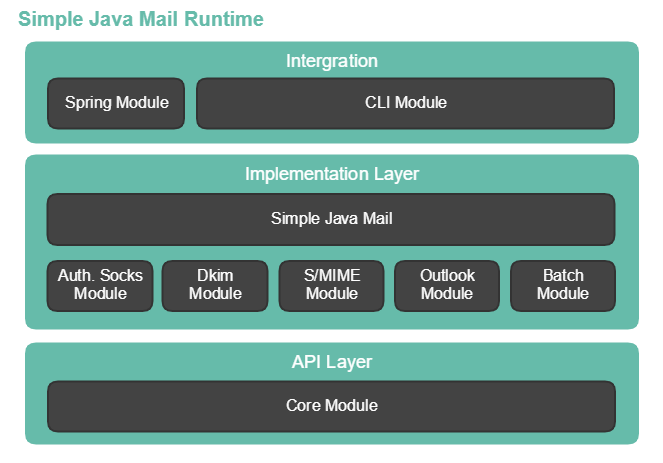 Simple Java Mail Runtime
Intergration
Spring Module
CLI Module
Implementation Layer
Simple Java Mail
Auth. Socks
Module
Dkim
Module
S/MIME
Module
Outlook
Module
Batch
Module
API Layer
Core Module